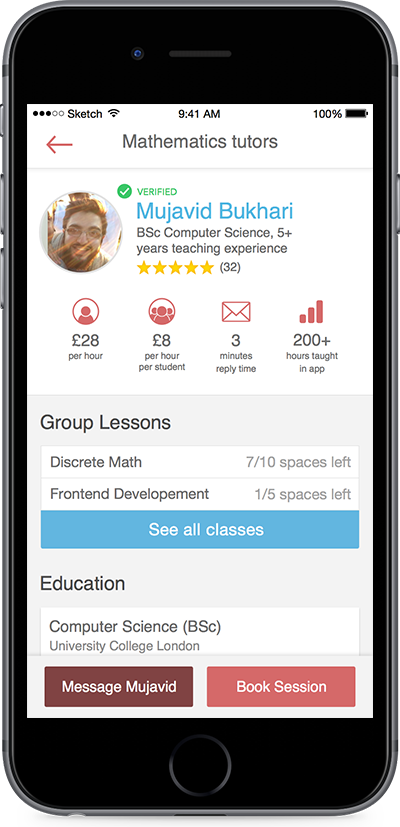 ●●●○○ Sketch 9:41 AM 100%
Mathematics tutors
VERIFIED
Mujavid Bukhari
BSc Computer Science, 5+
years teaching experience
(32)
£28
per hour
£8
per hour
per student
3
minutes
reply time
200+
hours taught
in app
Group Lessons
Discrete Math 7/10 spaces left
Frontend Developement 1/5 spaces left
See all classes
Education
Computer Science (BSc)
University College London
Message Mujavid
Book Session